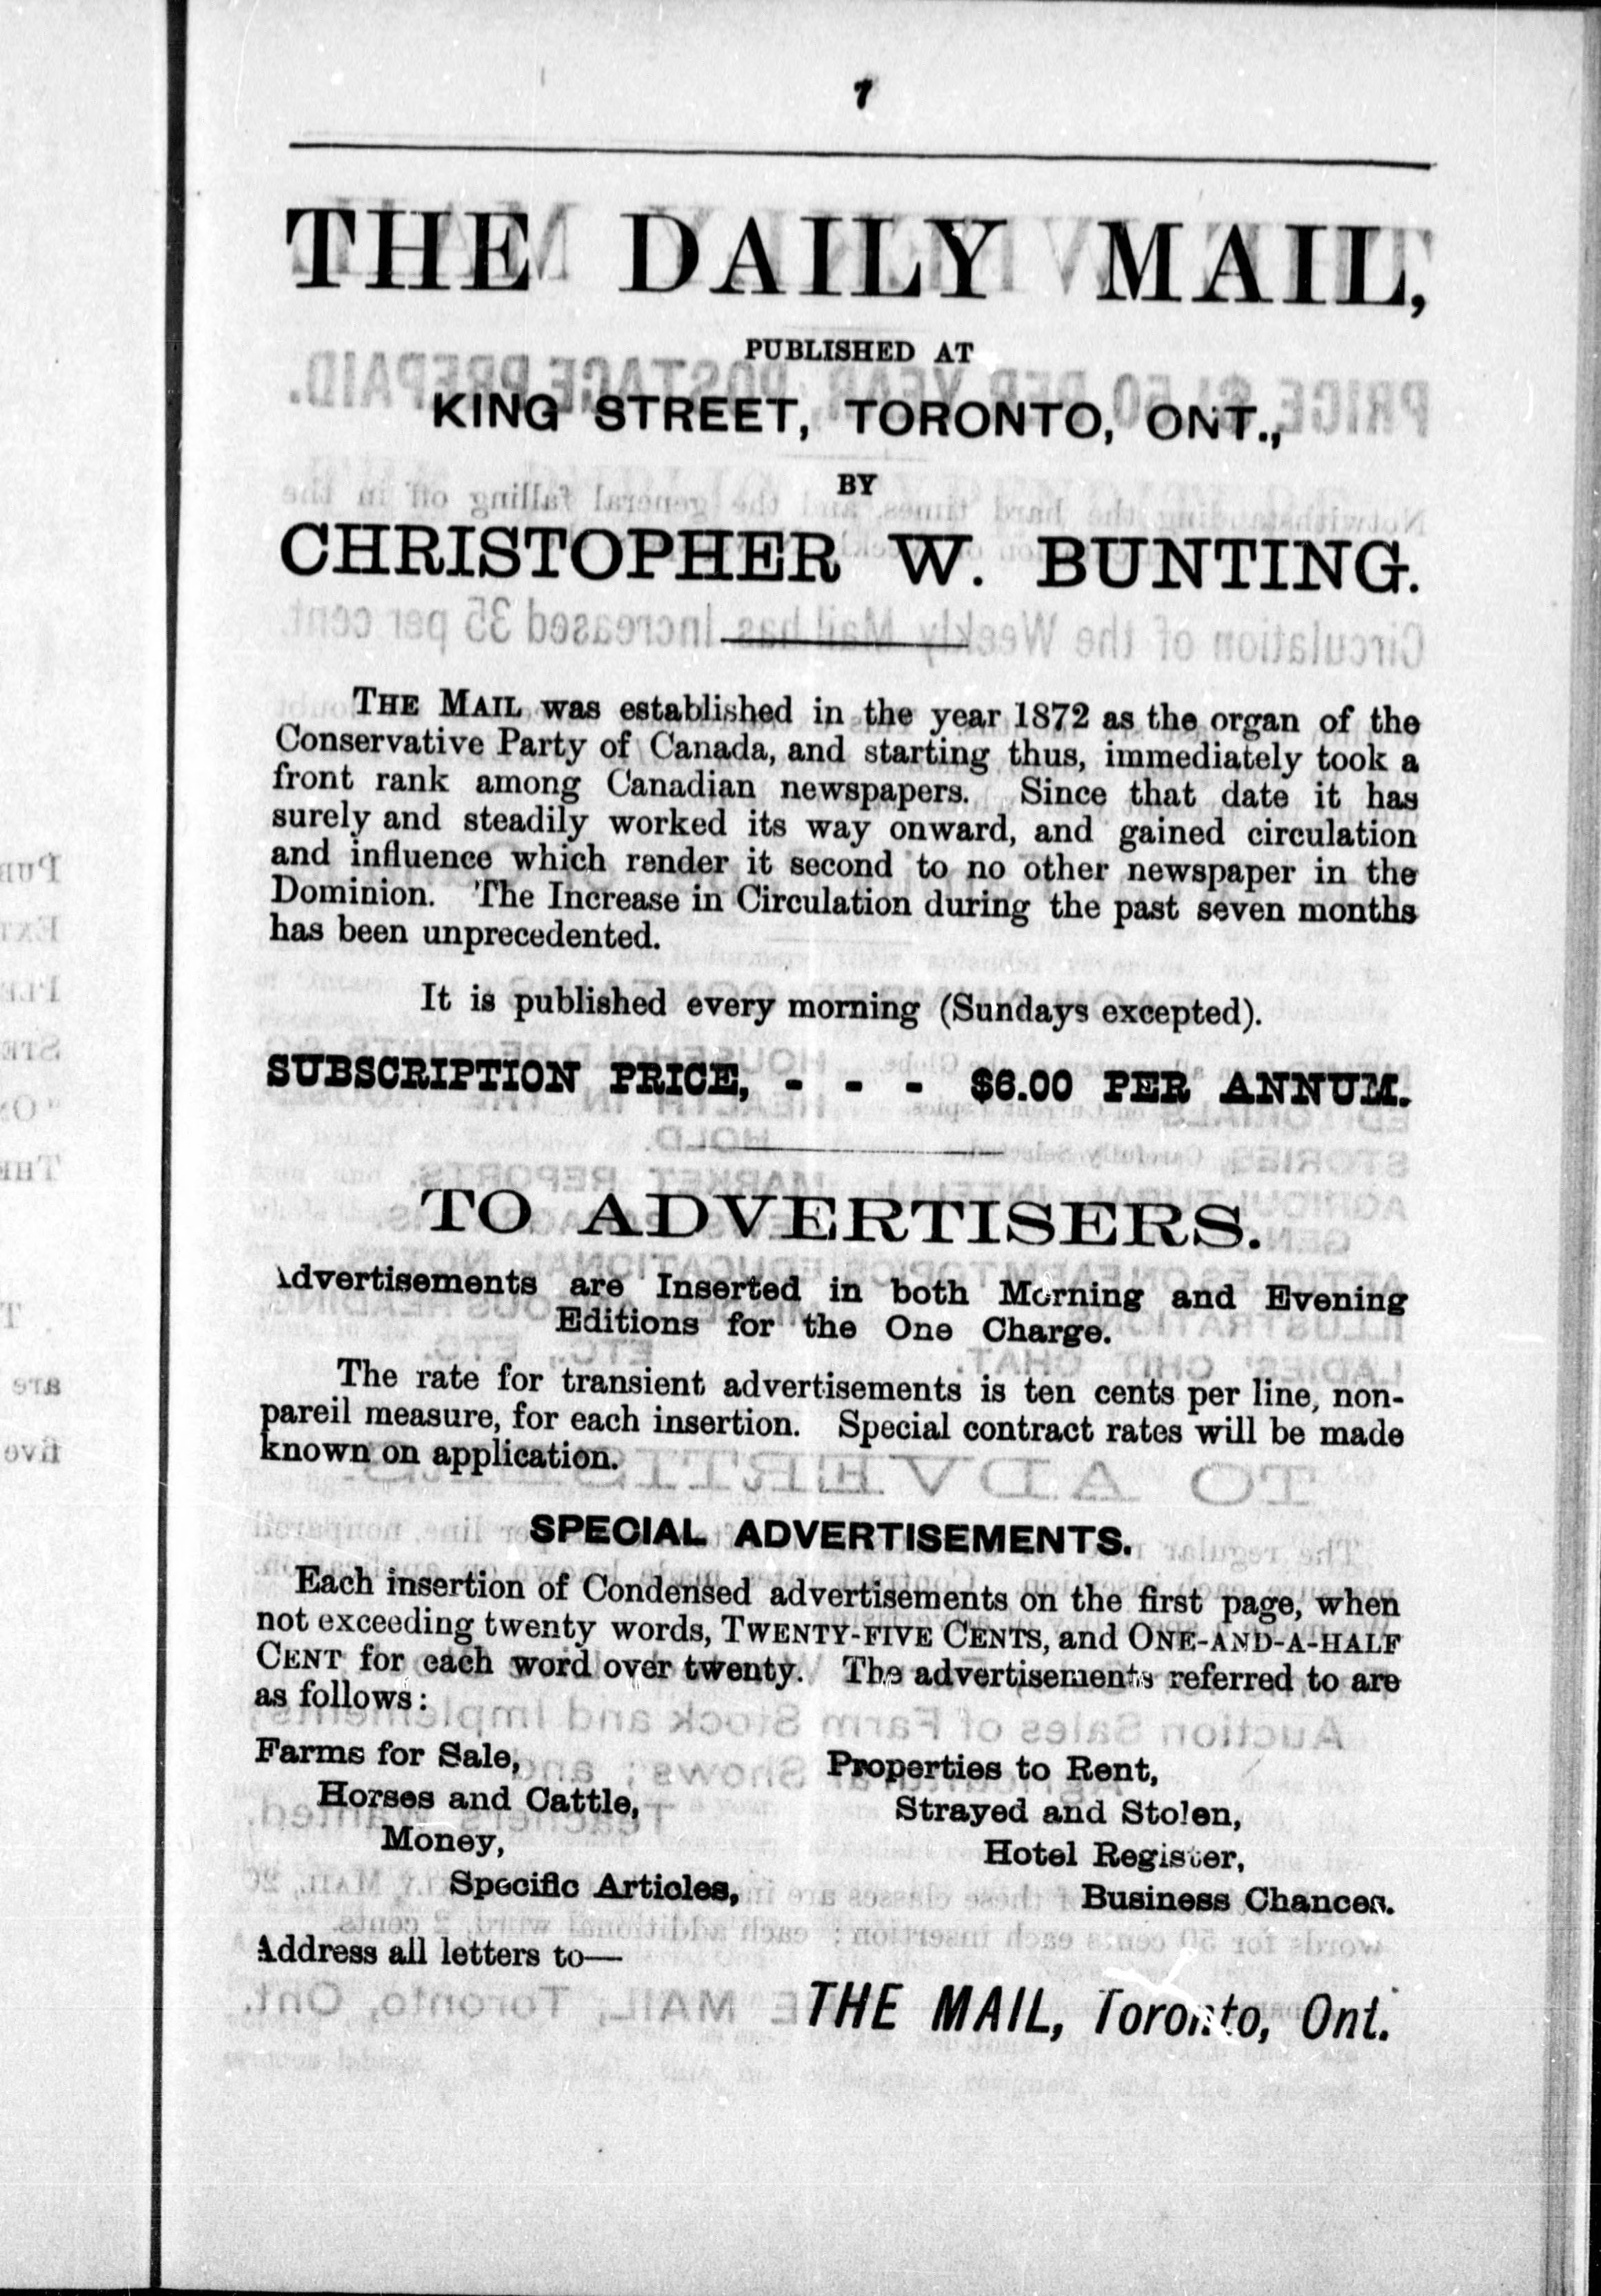 7
THE DAILY MAIL,
PUBLISHED AT
KING STREET, TORONTO, ONT.,
BY
CHRISTOPHER W. BUNTING.
THE MAIL was established in the year 1872 as the organ of the
Conservative Party of Canada, and starting thus, immediately took a
front rank among Canadian newspapers. Since that date it has
surely and steadily worked its way onward, and gained circulation
and influence which render it second to no other newspaper in the
Dominion. The Increase in Circulation during the past seven months
has been unprecedented.
It is published every morning (Sundays excepted).
SUBSCRIPTION PRICE, - - - $6.00 PER ANNUM.
TO ADVERTISERS.
Advertisements are Inserted in both Morning and Evening
Editions for the One Charge.
The rate for transient advertisements is ten cents per line, non-
pareil measure, for each insertion. Special contract rates will be made
known on application.
SPECIAL ADVERTISEMENTS.
Each insertion of Condensed advertisements on the first page, when
not exceeding twenty words, TWENTY-FIVE CENTS, and ONE-AND-A-HALF
CENT for each word over twenty. The advertisements referred to are
as follows:
Farms for Sale,
Horses and Cattle,
Money,
Specific Articles,
Properties to Rent,
Strayed and Stolen,
Hotel Register,
Business Chances.
Address all letters to—
THE MAIL, Toronto, Ont.